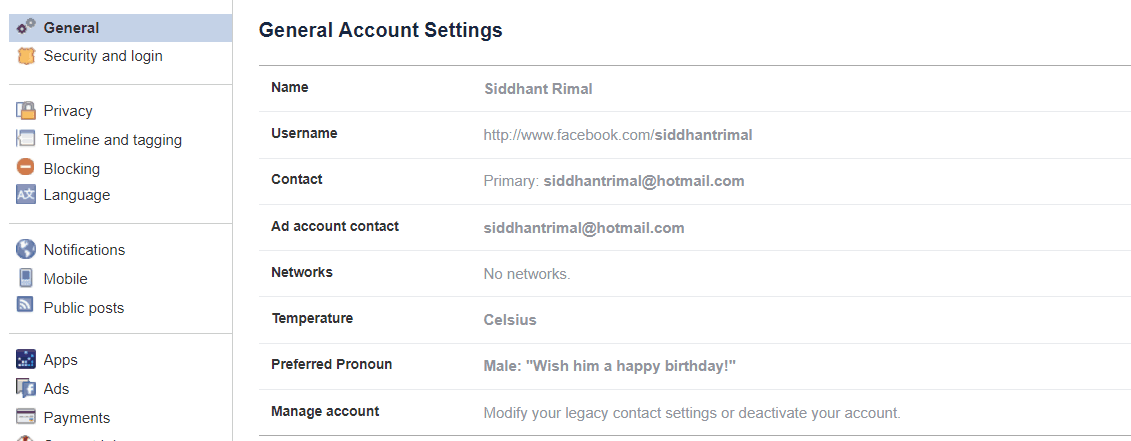 General
Security and login
Privacy
Timeline and tagging
Blocking
Language
Notifications
Mobile
Public posts
Apps
Ads
Payments
General Account Settings
Name Siddhant Rimal
Username http://www.facebook.com/siddhantrimal
Contact Primary: siddhantrimal@hotmail.com
Ad account contact siddhantrimal@hotmail.com
Networks No networks.
Temperature Celsius
Preferred Pronoun Male: "Wish him a happy birthday!"
Manage account Modify your legacy contact settings or deactivate your account.